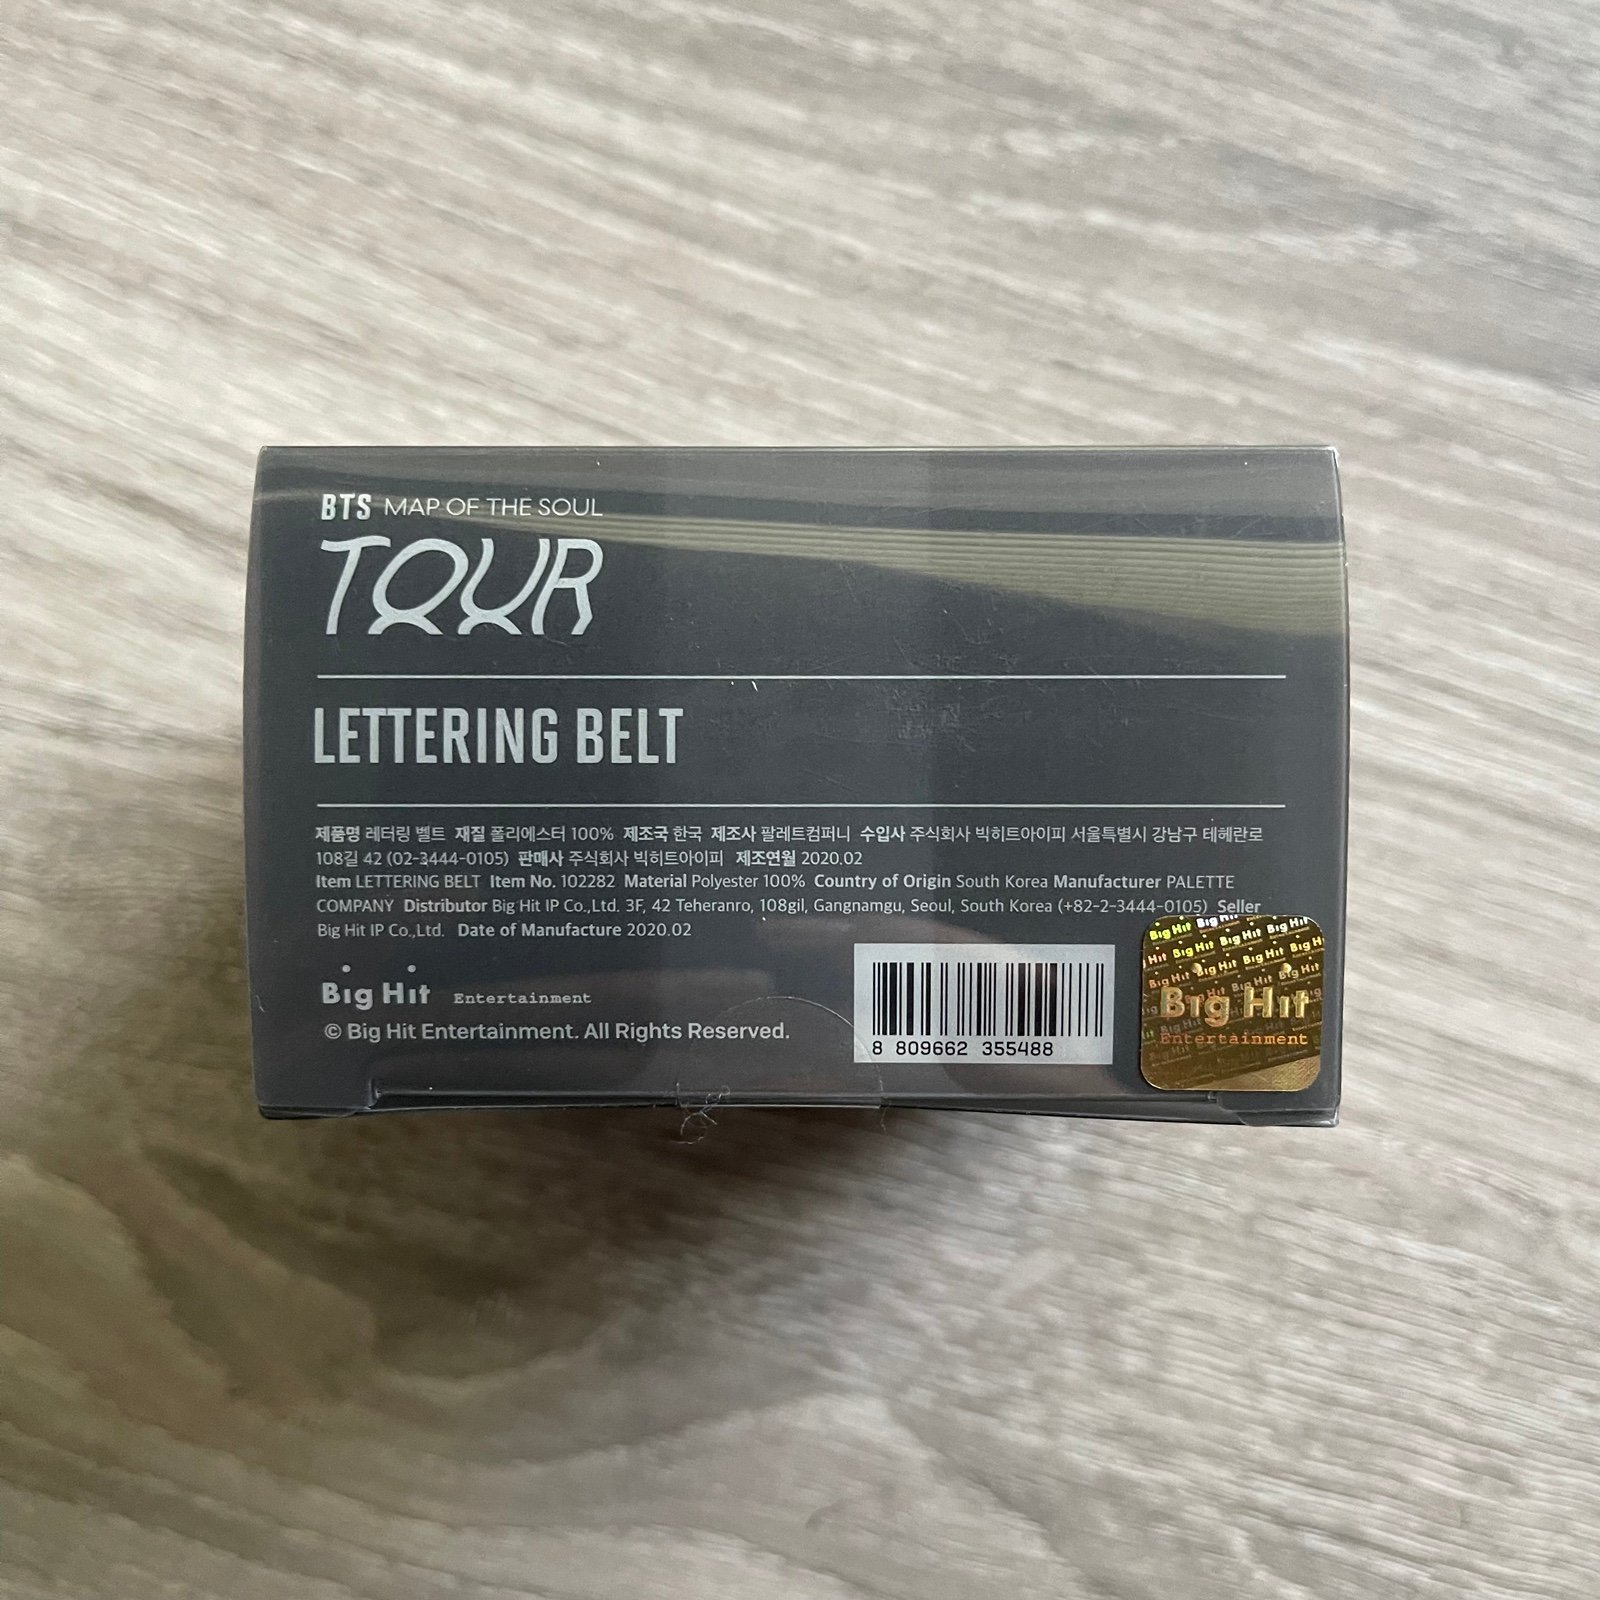 BTS MAP OF THE SOUL
TOUR
LETTERING BELT
제품명 레터링 벨트 재질 폴리에스터 100% 제조국 한국 제조사 팔레트컴퍼니 수입사 주식회사 빅히트아이피 서울특별시 강남구 테헤란로
108길 42 (02-3444-0105) 판매사 주식회사 빅히트아이피 제조연월 2020.02
Item LETTERING BELT Item No. 102282 Material Polyester 100% Country of Origin South Korea Manufacturer PALETTE
COMPANY Distributor Big Hit IP Co.,Ltd. 3F, 42 Teheranro, 108gil, Gangnamgu, Seoul, South Korea (+82-2-3444-0105) Seller
Big Hit IP Co.,Ltd. Date of Manufacture 2020.02
Big Hit Entertainment
© Big Hit Entertainment. All Rights Reserved.
8 809662 355488
Big Hit
Entertainment